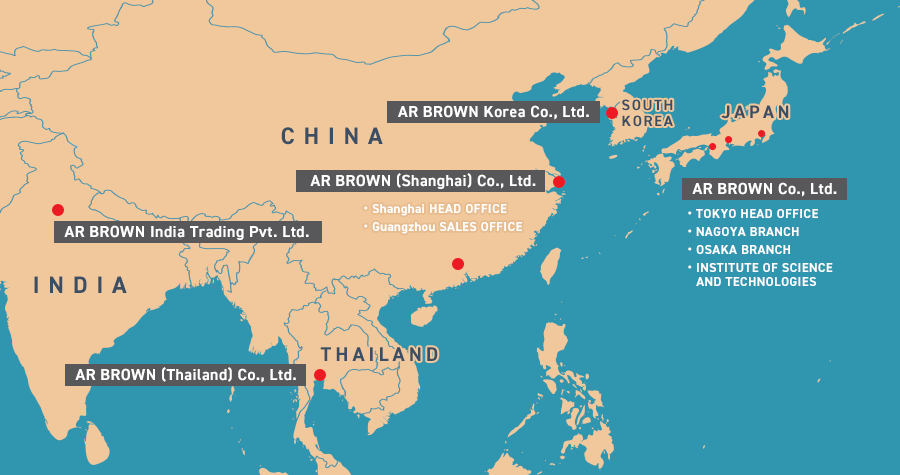 AR BROWN Korea Co., Ltd.
SOUTH
KOREA
JAPAN
CHINA
AR BROWN (Shanghai) Co., Ltd.
• Shanghai HEAD OFFICE
• Guangzhou SALES OFFICE
AR BROWN Co., Ltd.
• TOKYO HEAD OFFICE
• NAGOYA BRANCH
• OSAKA BRANCH
• INSTITUTE OF SCIENCE
AND TECHNOLOGIES
AR BROWN India Trading Pvt. Ltd.
INDIA
THAILAND
AR BROWN (Thailand) Co., Ltd.